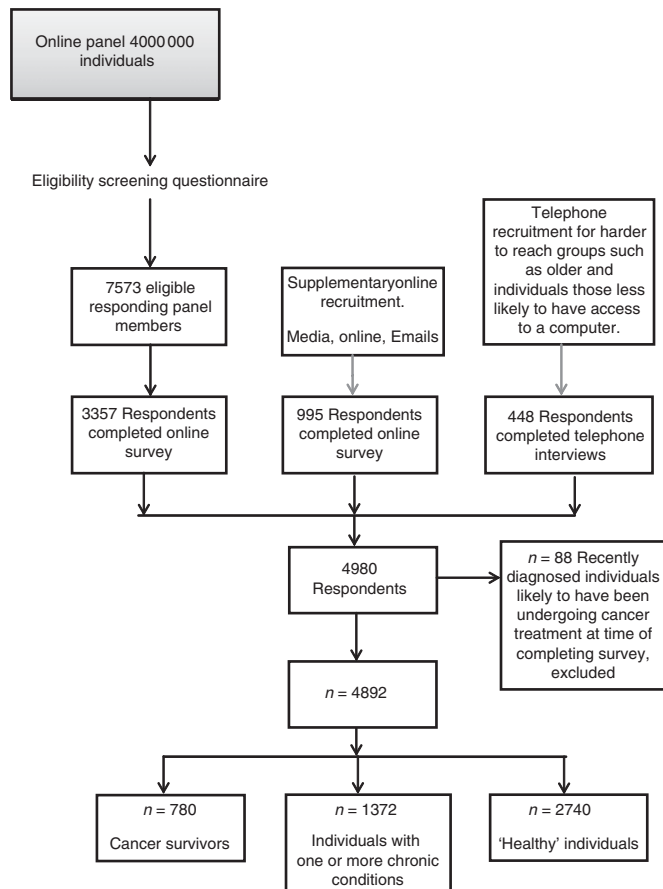 Online panel 4000 000
individuals
Eligibility screening questionnaire
7573 eligible
responding panel
members
Supplementaryonline
recruitment.
Media, online, Emails
Telephone
recruitment for harder
to reach groups such
as older and
individuals those less
likely to have access
to a computer.
3357 Respondents
completed online
survey
995 Respondents
completed online
survey
448 Respondents
completed telephone
interviews
4980
Respondents
n = 88 Recently
diagnosed individuals
likely to have been
undergoing cancer
treatment at time of
completing survey,
excluded
n = 4892
n = 780
Cancer survivors
n = 1372
Individuals with
one or more chronic
conditions
n = 2740
‘Healthy’ individuals